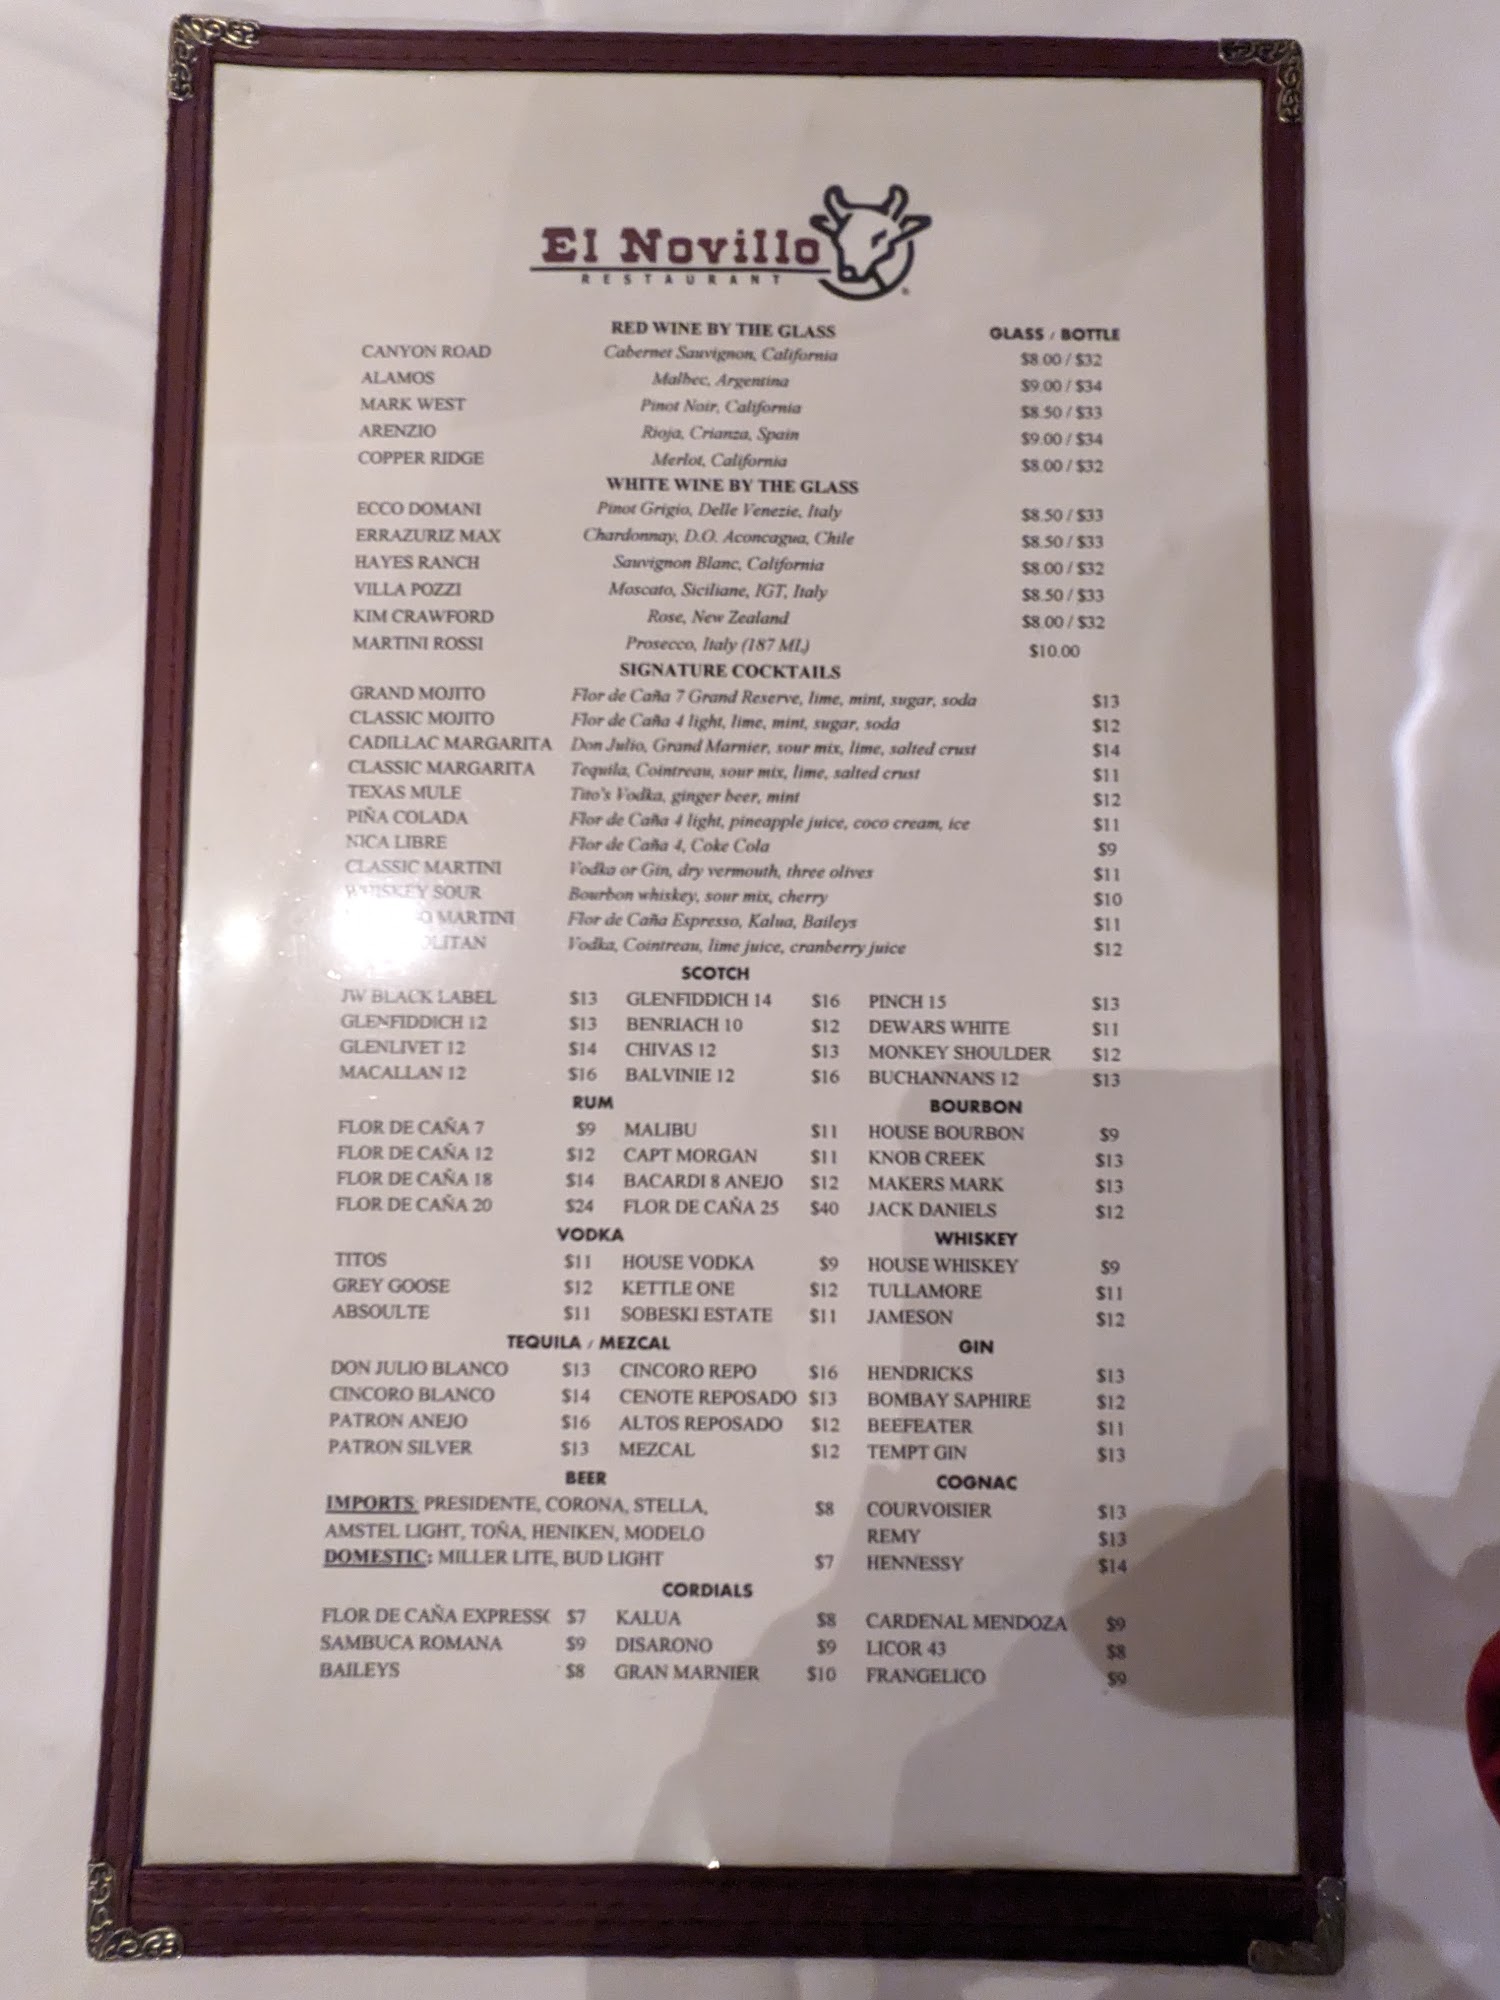 El Novillo
RESTAURANT
RED WINE BY THE GLASS GLASS / BOTTLE
CANYON ROAD Cabernet Sauvignon, California $8.00 / $32
ALAMOS Malbec, Argentina $9.00 / $34
MARK WEST Pinot Noir, California $8.50 / $33
ARENZIO Rioja, Crianza, Spain $9.00 / $34
COPPER RIDGE Merlot, California $8.00 / $32
WHITE WINE BY THE GLASS
ECCO DOMANI Pinot Grigio, Delle Venezie, Italy $8.50 / $33
ERRAZURIZ MAX Chardonnay, D.O. Aconcagua, Chile $8.50 / $33
HAYES RANCH Sauvignon Blanc, California $8.00 / $32
VILLA POZZI Moscato, Siciliane, IGT, Italy $8.50 / $33
KIM CRAWFORD Rose, New Zealand $8.00 / $32
MARTINI ROSSI Prosecco, Italy (187 ML) $10.00
SIGNATURE COCKTAILS
GRAND MOJITO Flor de Caña 7 Grand Reserve, lime, mint, sugar, soda $13
CLASSIC MOJITO Flor de Caña 4 light, lime, mint, sugar, soda $12
CADILLAC MARGARITA Don Julio, Grand Marnier, sour mix, lime, salted crust $14
CLASSIC MARGARITA Tequila, Cointreau, sour mix, lime, salted crust $11
TEXAS MULE Tito's Vodka, ginger beer, mint $12
PIÑA COLADA Flor de Caña 4 light, pineapple juice, coco cream, ice $11
NICA LIBRE Flor de Caña 4, Coke Cola $9
CLASSIC MARTINI Vodka or Gin, dry vermouth, three olives $11
WHISKEY SOUR Bourbon whiskey, sour mix, cherry $10
MARTINI Flor de Caña Espresso, Kalua, Baileys $11
Vodka, Cointreau, lime juice, cranberry juice $12
SCOTCH
JW BLACK LABEL $13 GLENFIDDICH 14 $16 PINCH 15 $13
GLENFIDDICH 12 $13 BENRIACH 10 $12 DEWARS WHITE $11
GLENLIVET 12 $14 CHIVAS 12 $13 MONKEY SHOULDER $12
MACALLAN 12 $16 BALVINIE 12 $16 BUCHANNANS 12 $13
RUM BOURBON
FLOR DE CAÑA 7 $9 MALIBU $11 HOUSE BOURBON $9
FLOR DE CAÑA 12 $12 CAPT MORGAN $11 KNOB CREEK $13
FLOR DE CAÑA 18 $14 BACARDI 8 ANEJO $12 MAKERS MARK $13
FLOR DE CAÑA 20 $24 FLOR DE CAÑA 25 $40 JACK DANIELS $12
VODKA WHISKEY
TITOS $11 HOUSE VODKA $9 HOUSE WHISKEY $9
GREY GOOSE $12 KETTLE ONE $12 TULLAMORE $11
ABSOULTE $11 SOBESKI ESTATE $11 JAMESON $12
TEQUILA / MEZCAL GIN
DON JULIO BLANCO $13 CINCORO REPO $16 HENDRICKS $13
CINCORO BLANCO $14 CENOTE REPOSADO $13 BOMBAY SAPHIRE $12
PATRON ANEJO $16 ALTOS REPOSADO $12 BEEFEATER $11
PATRON SILVER $13 MEZCAL $12 TEMPT GIN $13
BEER COGNAC
IMPORTS: PRESIDENTE, CORONA, STELLA, $8 COURVOISIER $13
AMSTEL LIGHT, TOÑA, HENIKEN, MODELO REMY $13
DOMESTIC: MILLER LITE, BUD LIGHT $7 HENNESSY $14
CORDIALS
FLOR DE CAÑA EXPRESSO $7 KALUA $8 CARDENAL MENDOZA $9
SAMBUCA ROMANA $9 DISARONO $9 LICOR 43 $8
BAILEYS $8 GRAN MARNIER $10 FRANGELICO $9